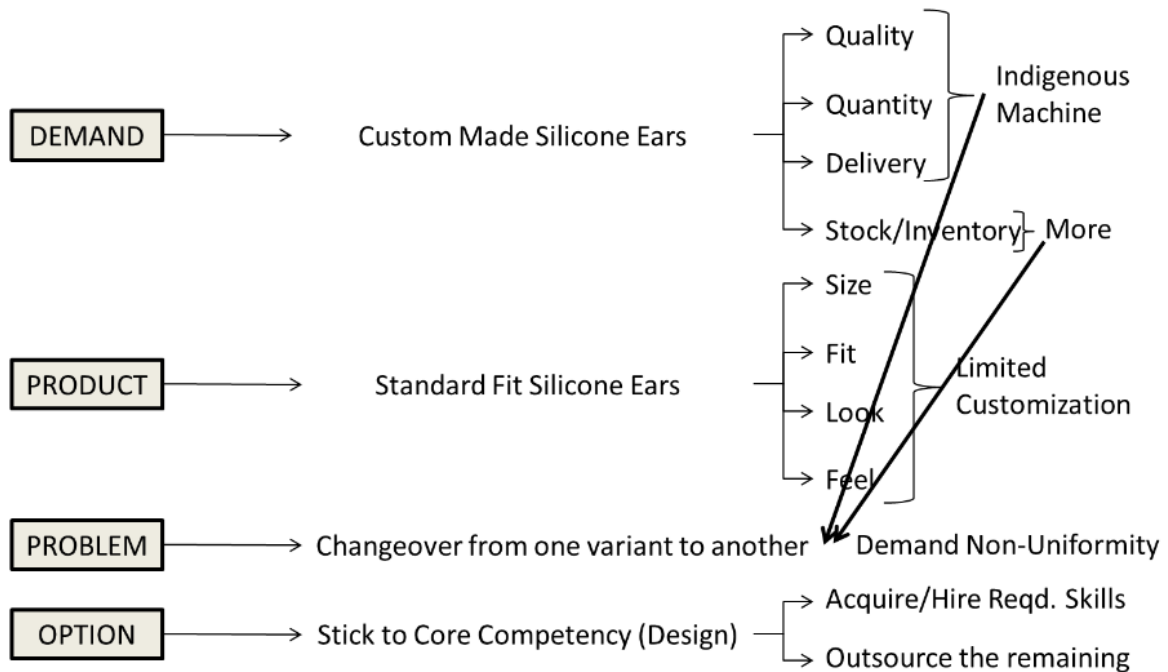 Quality
Quantity
Indigenous
Machine
DEMAND
Custom Made Silicone Ears
Delivery
Stock/Inventory
More
Size
Fit
PRODUCT
Standard Fit Silicone Ears
Limited
Customization
Look
Feel
PROBLEM
Changeover from one variant to another
Demand Non-Uniformity
OPTION
Stick to Core Competency (Design)
Acquire/Hire Reqd. Skills
Outsource the remaining